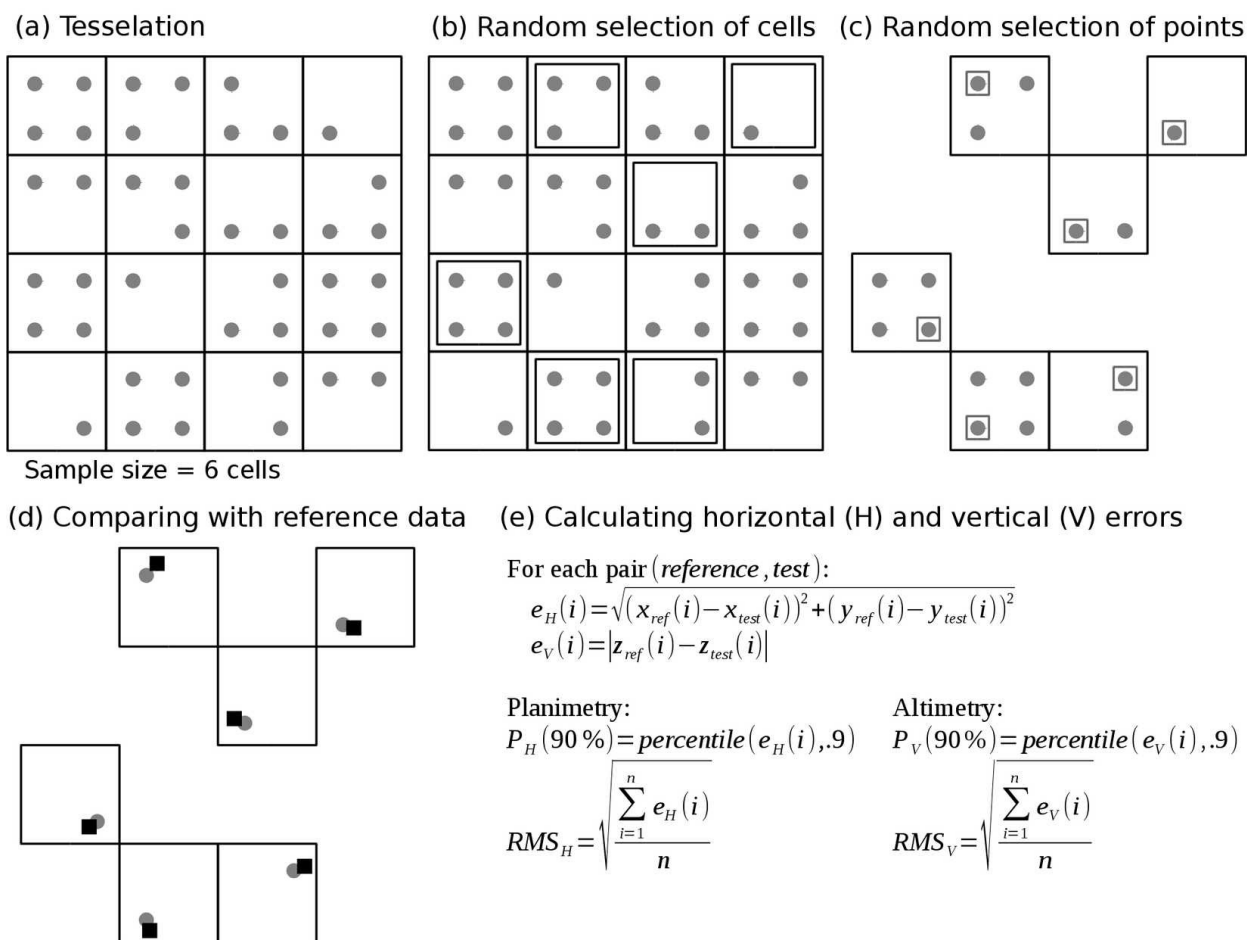 (a) Tesselation
(b) Random selection of cells
(c) Random selection of points
Sample size = 6 cells
(d) Comparing with reference data
(e) Calculating horizontal (H) and vertical (V) errors
For each pair(reference,test):
e_H(i)=√((x_ref(i)−x_test(i))²+(y_ref(i)−y_test(i))²)
e_V(i)=|z_ref(i)−z_test(i)|
Planimetry:
P_H(90%)=percentile(e_H(i),.9)
RMS_H=√(∑_{i=1}^{n} e_H(i)/n)
Altimetry:
P_V(90%)=percentile(e_V(i),.9)
RMS_V=√(∑_{i=1}^{n} e_V(i)/n)